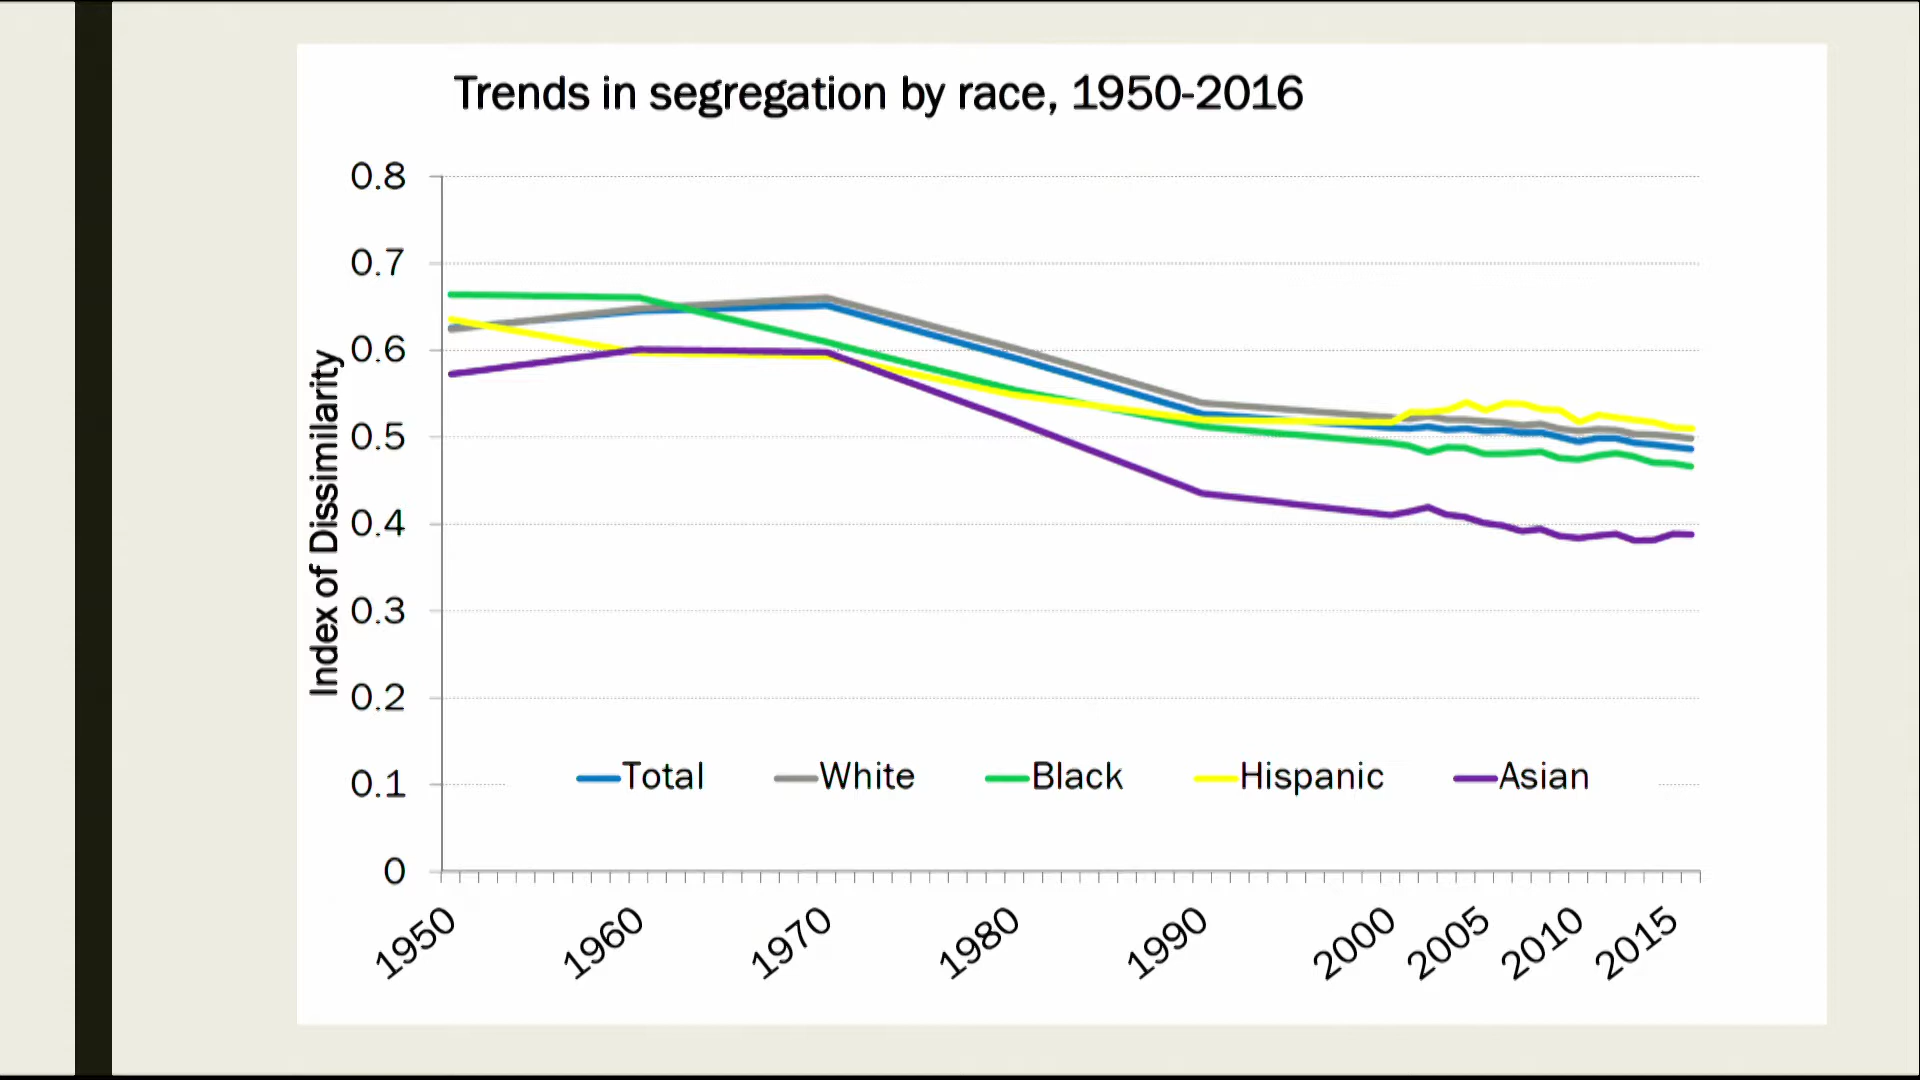 Trends in segregation by race, 1950-2016
Index of Dissimilarity
0.8
0.7
0.6
0.5
0.4
0.3
0.2
0.1
0
Total White Black Hispanic Asian
1950 1960 1970 1980 1990 2000 2005 2010 2015